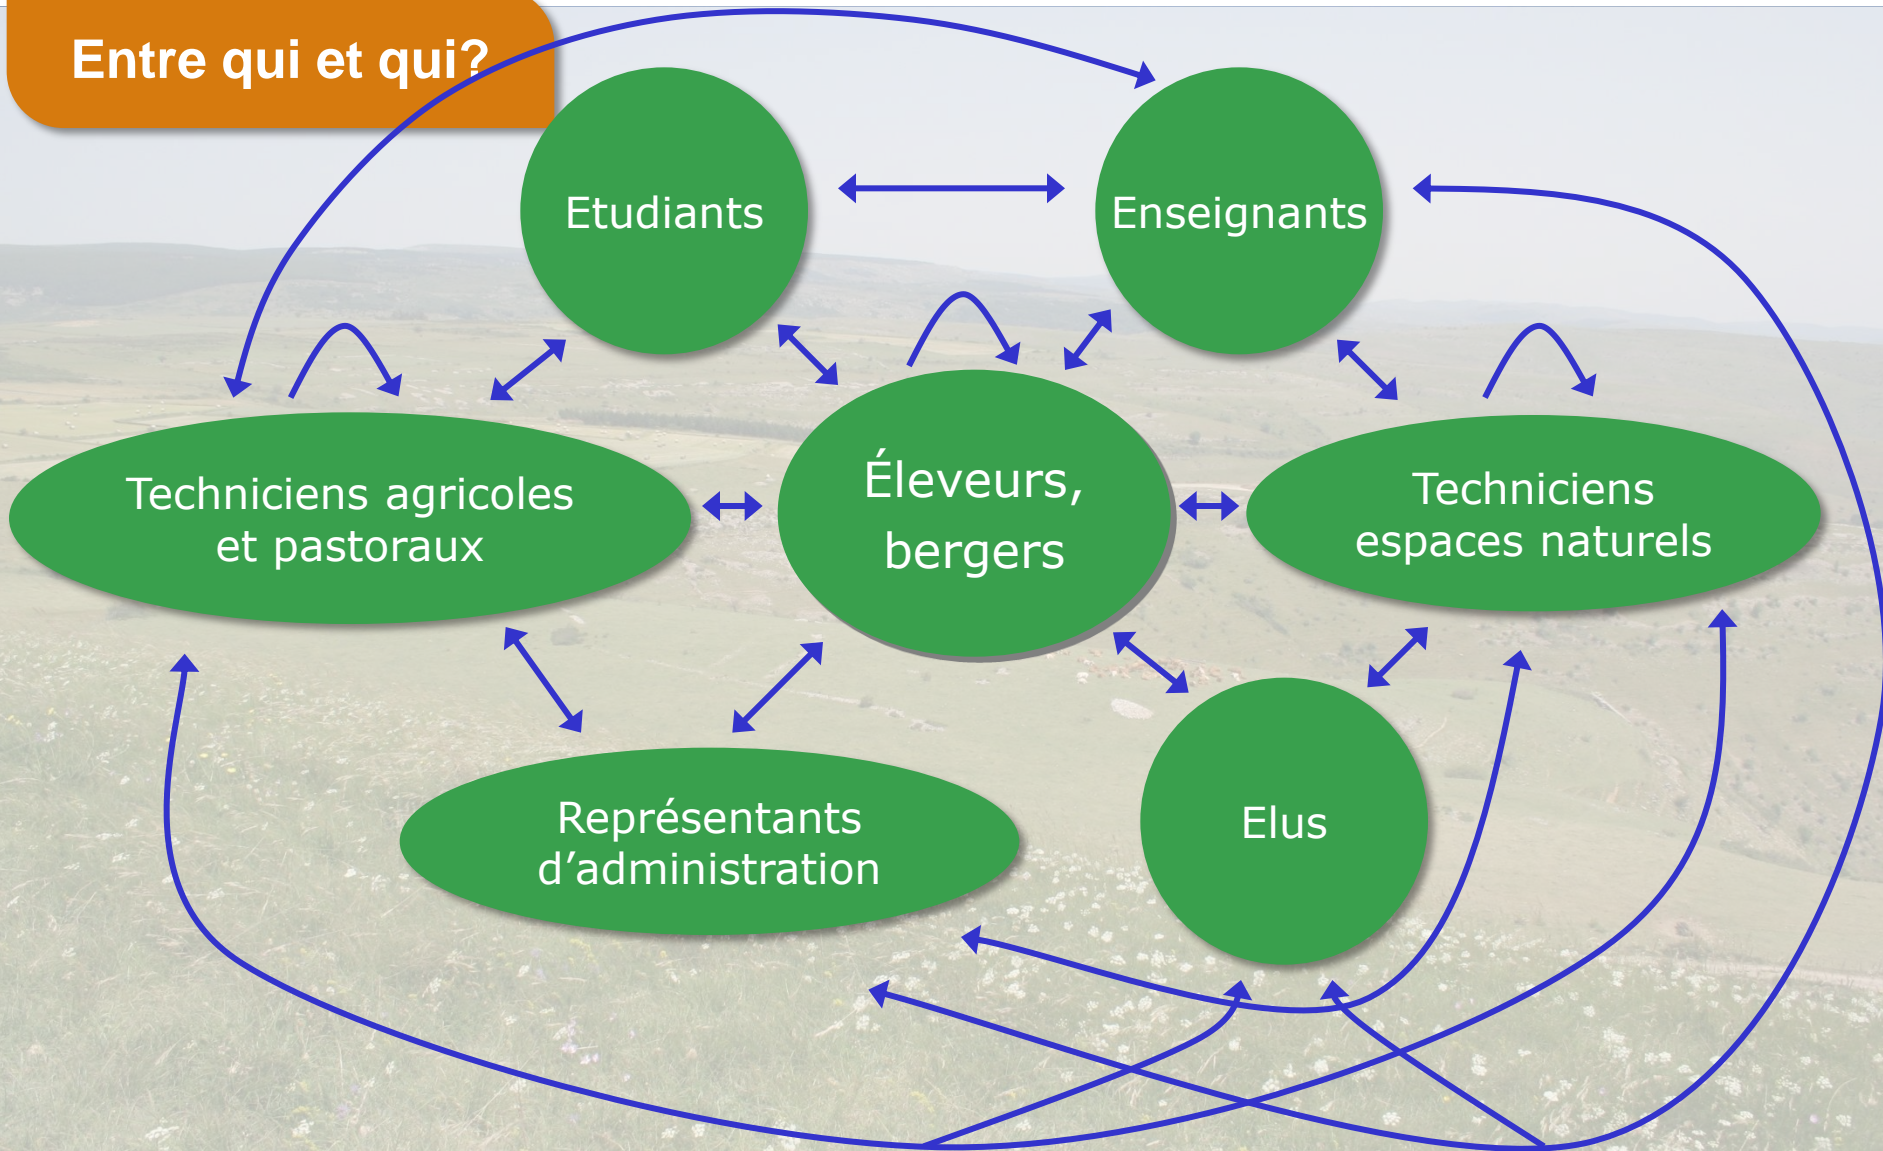 Entre qui et qui?
Etudiants
Enseignants
Techniciens agricoles
et pastoraux
Éleveurs,
bergers
Techniciens
espaces naturels
Représentants
d’administration
Elus